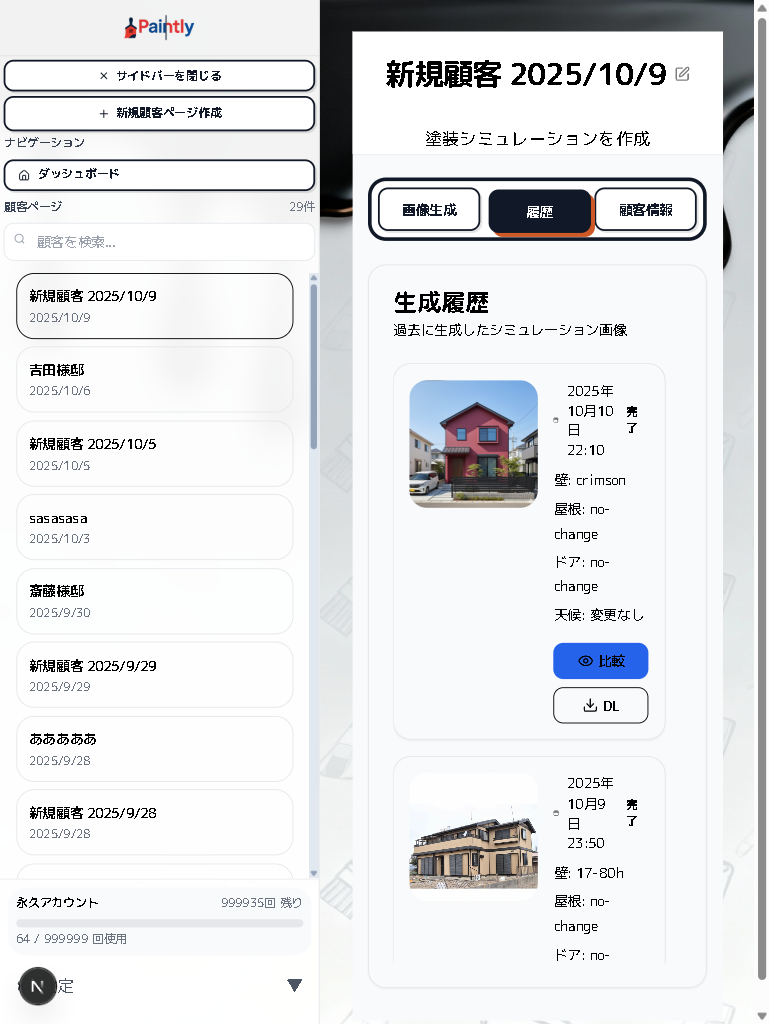 Paintly
× サイドバーを閉じる
+ 新規顧客ページ作成
ナビゲーション
ダッシュボード
顧客ページ 29件
顧客を検索...
新規顧客 2025/10/9
2025/10/9
吉田様邸
2025/10/6
新規顧客 2025/10/5
2025/10/5
sasasasa
2025/10/3
斎藤様邸
2025/9/30
新規顧客 2025/9/29
2025/9/29
あああああ
2025/9/28
新規顧客 2025/9/28
2025/9/28
永久アカウント 999935回 残り
64 / 999999 回使用
N 定
新規顧客 2025/10/9
塗装シミュレーションを作成
画像生成 履歴 顧客情報
生成履歴
過去に生成したシミュレーション画像
2025年
10月10
日
22:10
完
了
壁: crimson
屋根: no-
change
ドア: no-
change
天候: 変更なし
比較
DL
2025年
10月9
日
23:50
完
了
壁: 17-80h
屋根: no-
change
ドア: no-